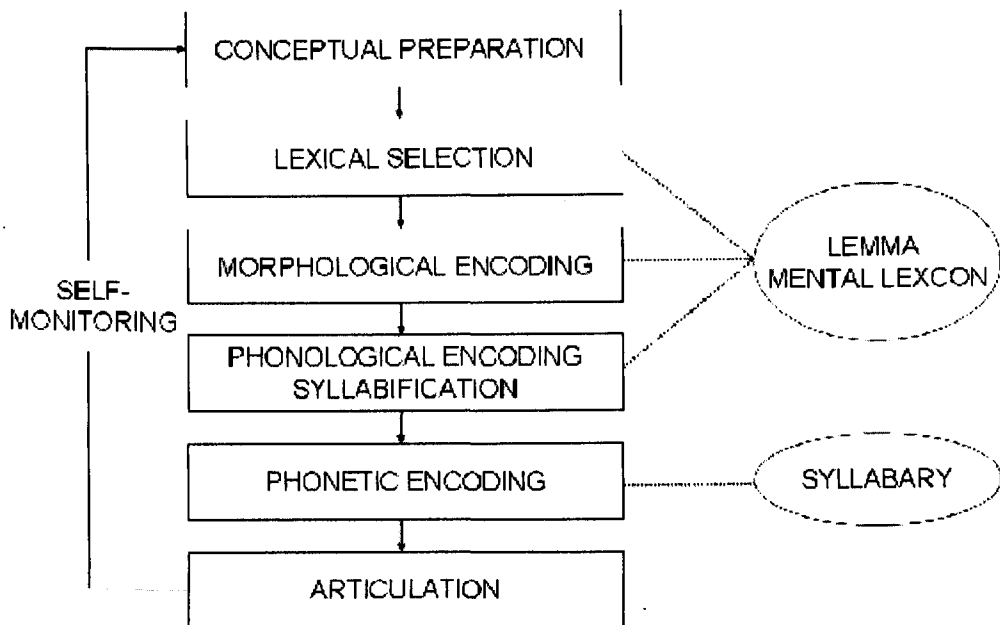 CONCEPTUAL PREPARATION
LEXICAL SELECTION
MORPHOLOGICAL ENCODING
PHONOLOGICAL ENCODING
SYLLABIFICATION
PHONETIC ENCODING
ARTICULATION
SELF-
MONITORING
LEMMA
MENTAL LEXCON
SYLLABARY